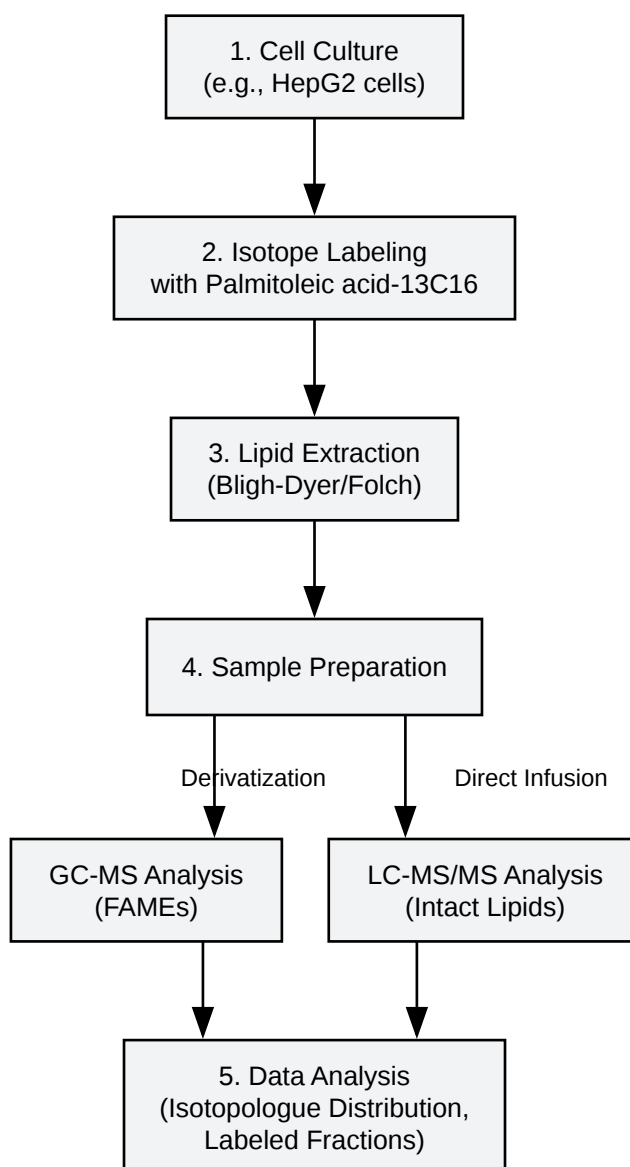 1. Cell Culture
(e.g., HepG2 cells)
2. Isotope Labeling
with Palmitoleic acid-13C16
3. Lipid Extraction
(Bligh-Dyer/Folch)
4. Sample Preparation
Derivatization
Direct Infusion
GC-MS Analysis
(FAMEs)
LC-MS/MS Analysis
(Intact Lipids)
5. Data Analysis
(Isotopologue Distribution,
Labeled Fractions)